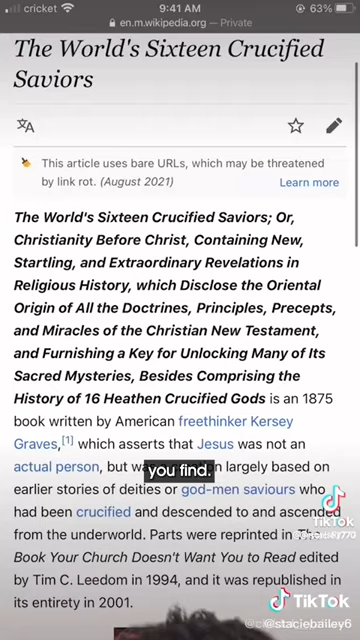 cricket 9:41 AM 63%
en.m.wikipedia.org — Private
The World's Sixteen Crucified
Saviors
This article uses bare URLs, which may be threatened
by link rot. (August 2021) Learn more
The World's Sixteen Crucified Saviors; Or,
Christianity Before Christ, Containing New,
Startling, and Extraordinary Revelations in
Religious History, which Disclose the Oriental
Origin of All the Doctrines, Principles, Precepts,
and Miracles of the Christian New Testament,
and Furnishing a Key for Unlocking Many of Its
Sacred Mysteries, Besides Comprising the
History of 16 Heathen Crucified Gods is an 1875
book written by American freethinker Kersey
Graves,[1] which asserts that Jesus was not an
actual person, but was largely based on
you find.
earlier stories of deities or god-men saviours who
had been crucified and descended to and ascended
TikTok
from the underworld. Parts were reprinted in
Book Your Church Doesn't Want You to Read edited
by Tim C. Leedom in 1994, and it was republished in
its entirety in 2001.
TikTok
@staciebailey6